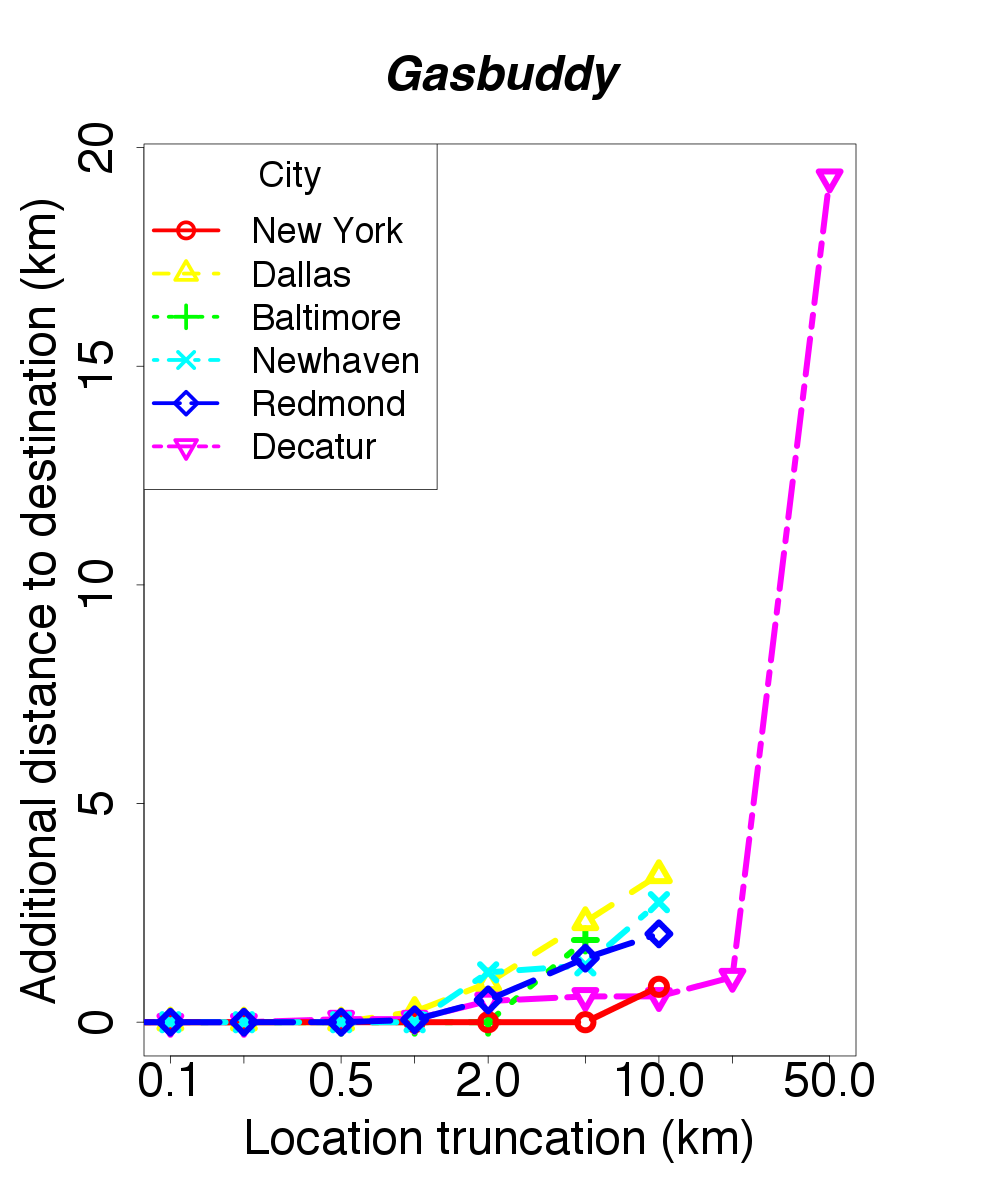 Gasbuddy
Additional distance to destination (km)
20
15
10
5
0
City
New York
Dallas
Baltimore
Newhaven
Redmond
Decatur
0.1 0.5 2.0 10.0 50.0
Location truncation (km)